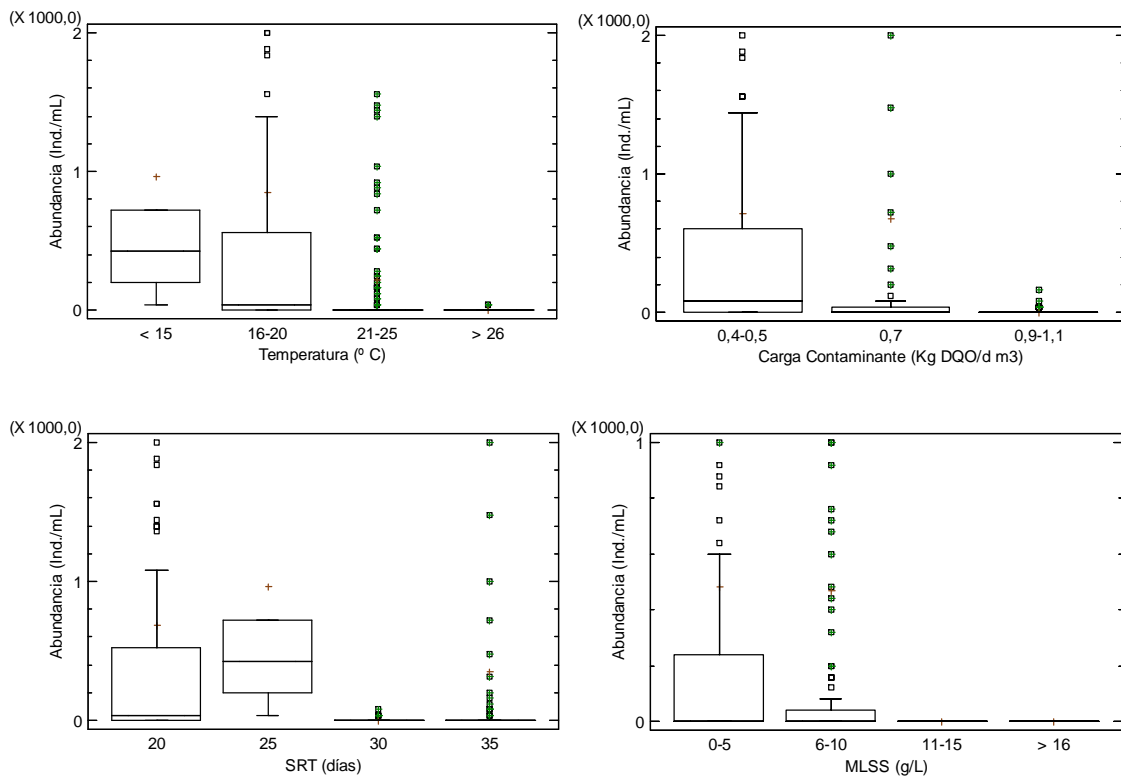 (X 1000,0)
Abundancia (Ind./mL)
2
1
0
< 15 16-20 21-25 > 26
Temperatura (º C)
(X 1000,0)
Abundancia (Ind./mL)
2
1
0
0,4-0,5 0,7 0,9-1,1
Carga Contaminante (Kg DQO/d m3)
(X 1000,0)
Abundancia (Ind./mL)
2
1
0
20 25 30 35
SRT (días)
(X 1000,0)
Abundancia (Ind./mL)
1
0
0-5 6-10 11-15 > 16
MLSS (g/L)